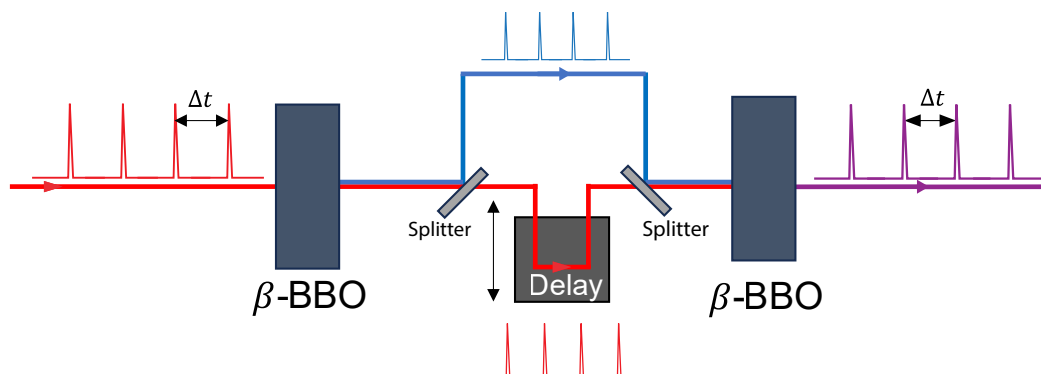 Δt
Δt
Splitter
Splitter
Delay
β-BBO
β-BBO